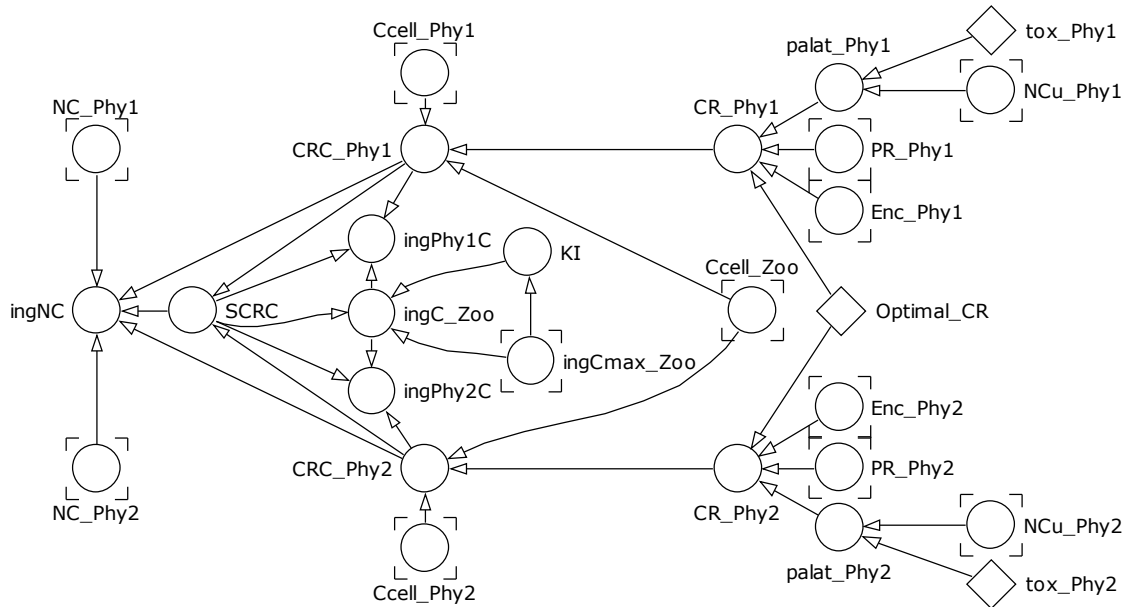 Ccell_Phy1
tox_Phy1
palat_Phy1
NC_Phy1
CR_Phy1
NCu_Phy1
CRC_Phy1
PR_Phy1
Enc_Phy1
ingPhy1C
KI
Ccell_Zoo
ingNC
SCRC
ingC_Zoo
Optimal_CR
ingCmax_Zoo
ingPhy2C
Enc_Phy2
CRC_Phy2
PR_Phy2
NC_Phy2
CR_Phy2
NCu_Phy2
palat_Phy2
Ccell_Phy2
tox_Phy2